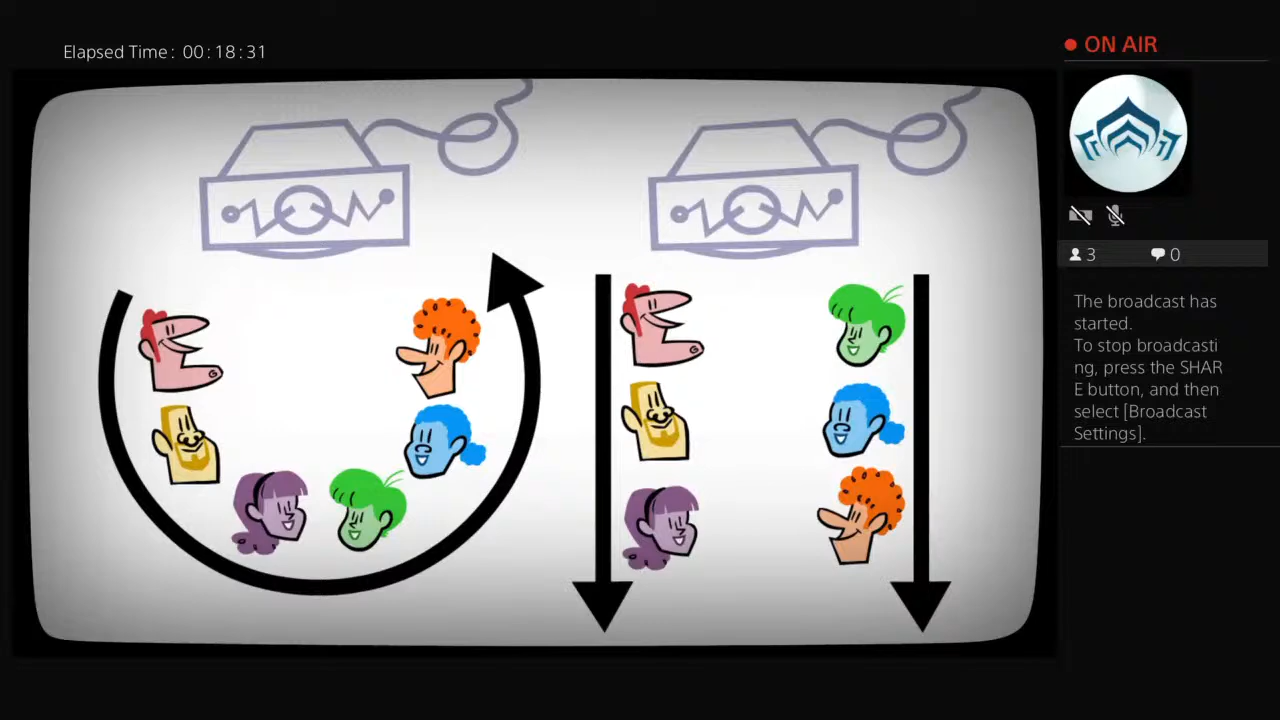 Elapsed Time: 00:18:31
ON AIR
3
0
The broadcast has
started.
To stop broadcasti
ng, press the SHAR
E button, and then
select [Broadcast
Settings].